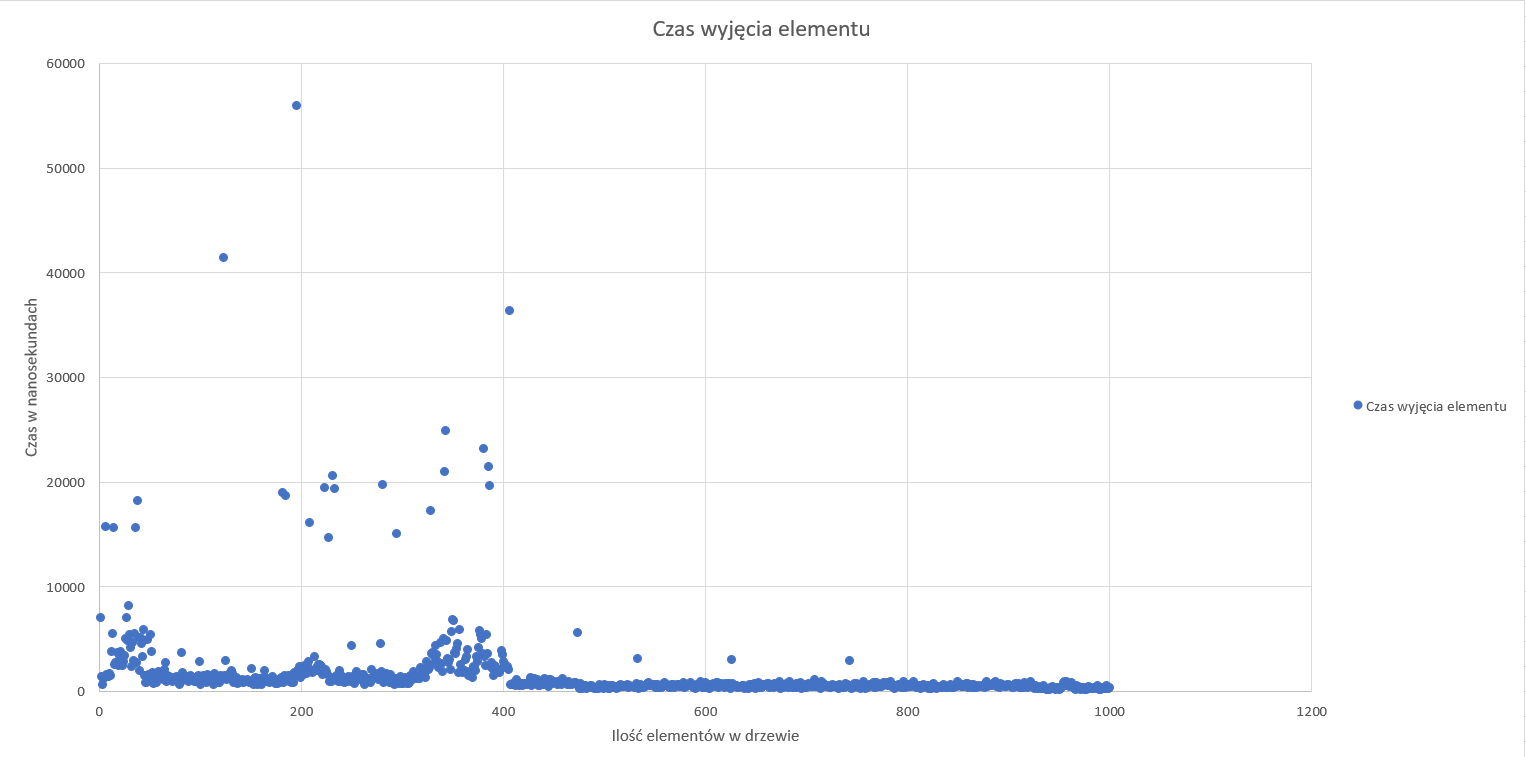 Czas wyjęcia elementu
60000
50000
40000
30000
20000
10000
0
Czas w nanosekundach
0 200 400 600 800 1000 1200
Ilość elementów w drzewie
Czas wyjęcia elementu